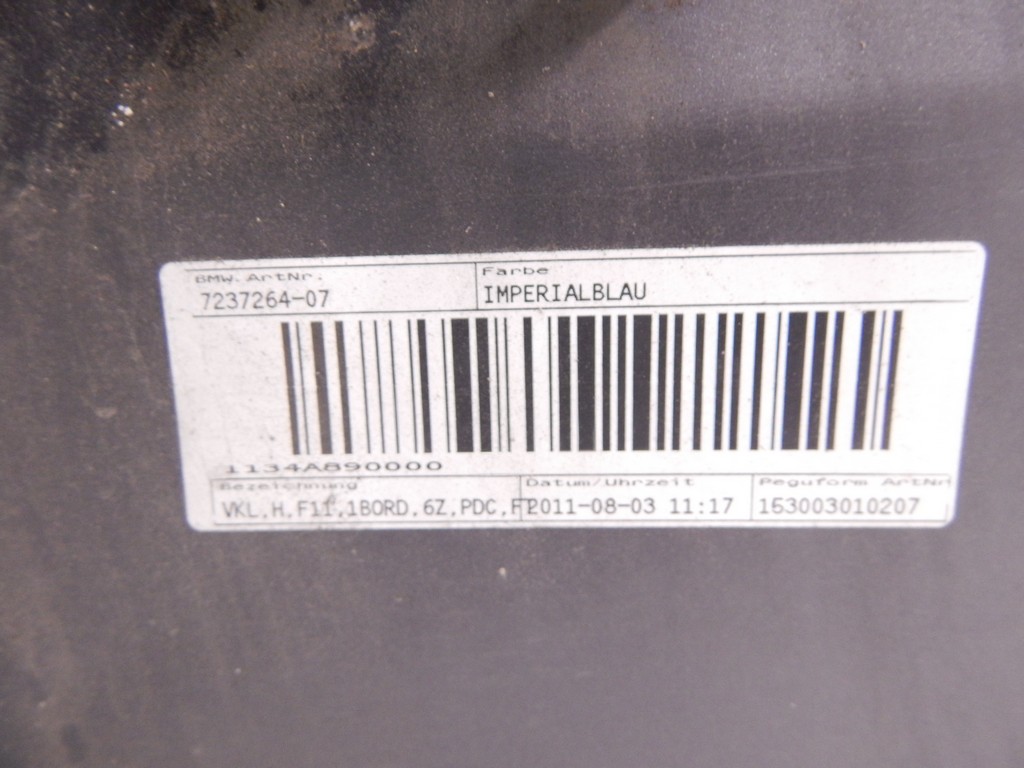 BMW.ArtNr. Farbe
7237264-07 IMPERIALBLAU
1134A890000
Bezeichnung Datum/Uhrzeit Peguform ArtNr
VKL,H,F11,1BORD,6Z,PDC,F 2011-08-03 11:17 153003010207